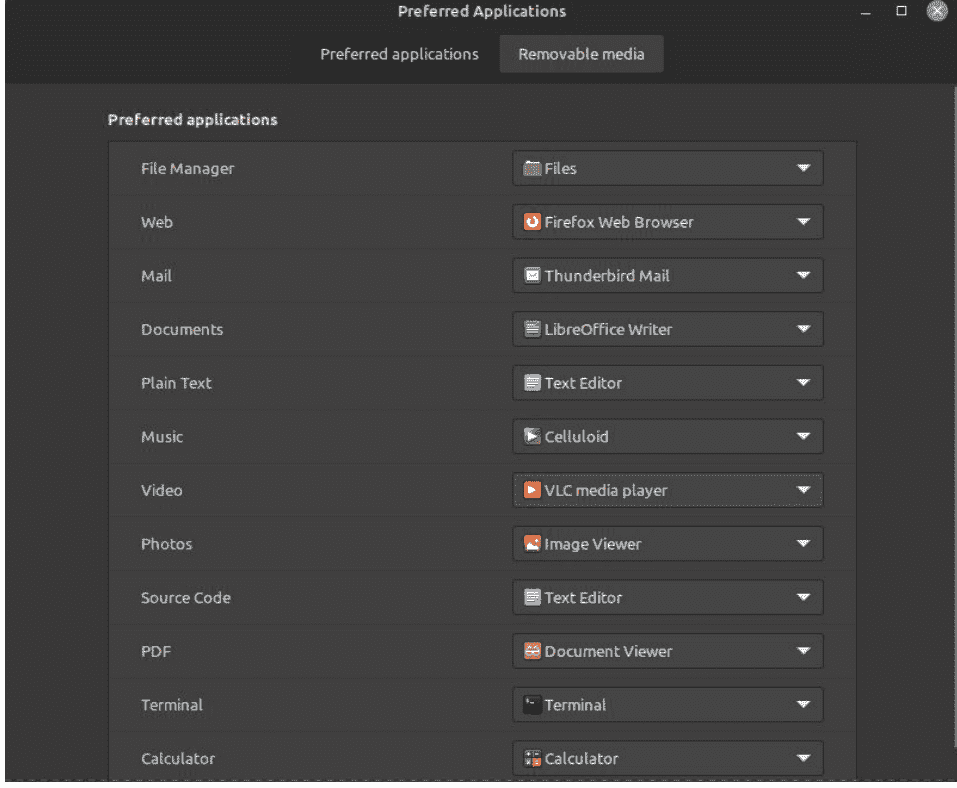 Preferred Applications
Preferred applications Removable media
Preferred applications
File Manager Files
Web Firefox Web Browser
Mail Thunderbird Mail
Documents LibreOffice Writer
Plain Text Text Editor
Music Celluloid
Video VLC media player
Photos Image Viewer
Source Code Text Editor
PDF Document Viewer
Terminal Terminal
Calculator Calculator